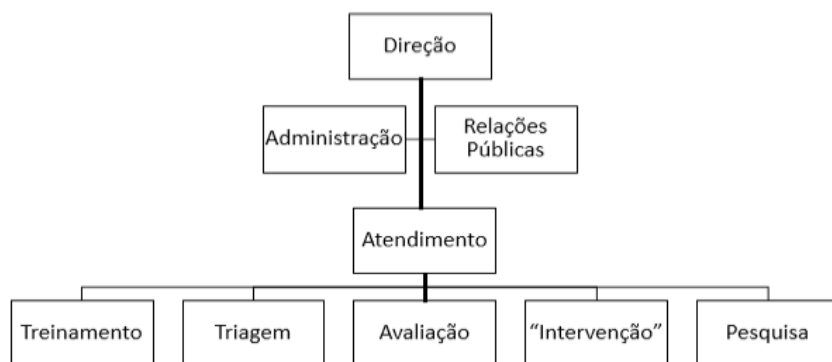 Direção
Administração
Relações
Públicas
Atendimento
Treinamento
Triagem
Avaliação
“Intervenção”
Pesquisa